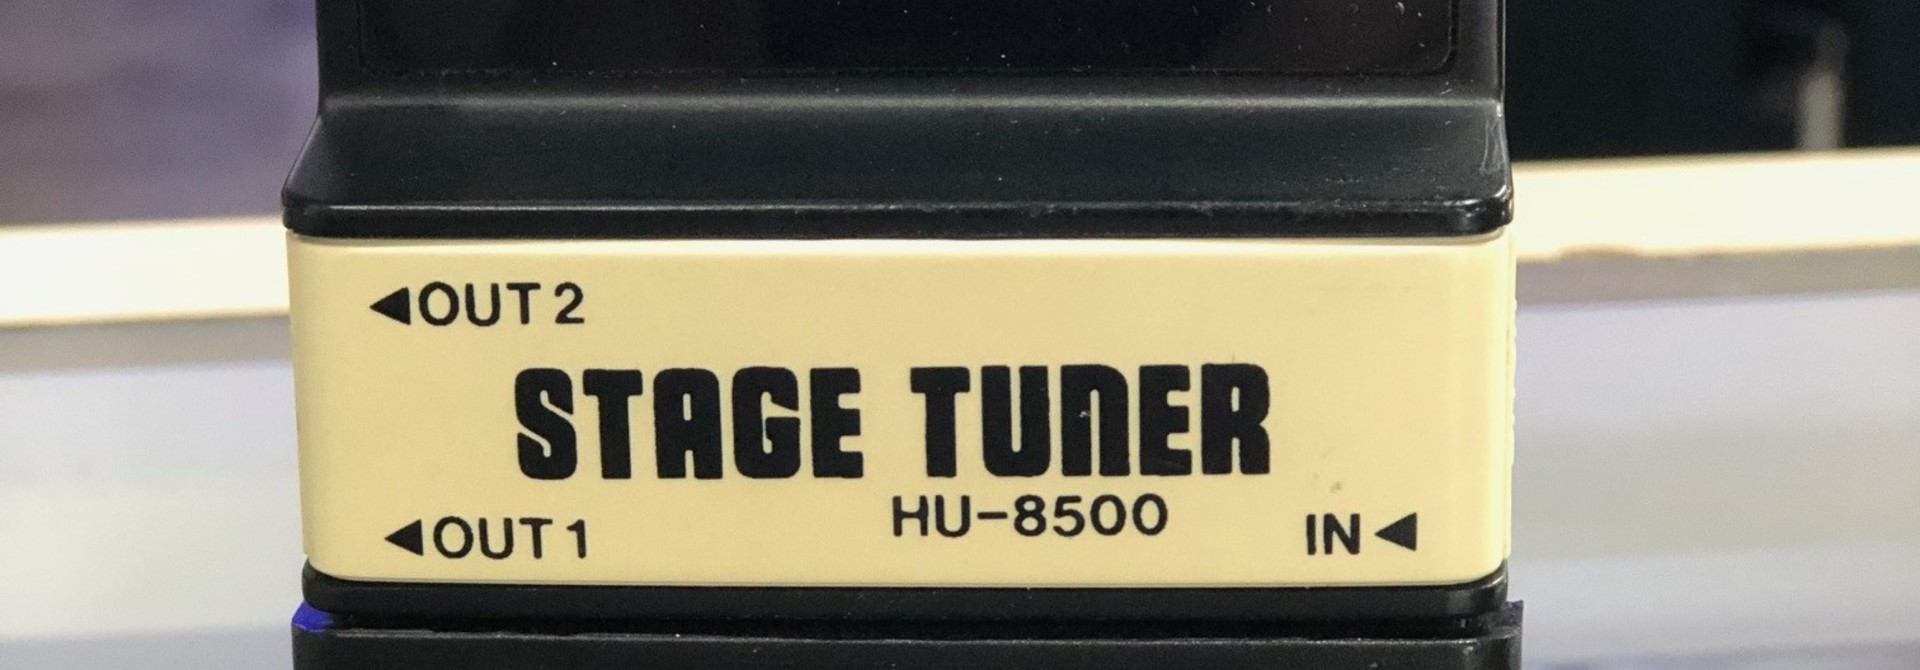 ◀OUT 2
STAGE TUNER
HU-8500
◀OUT 1
IN◀